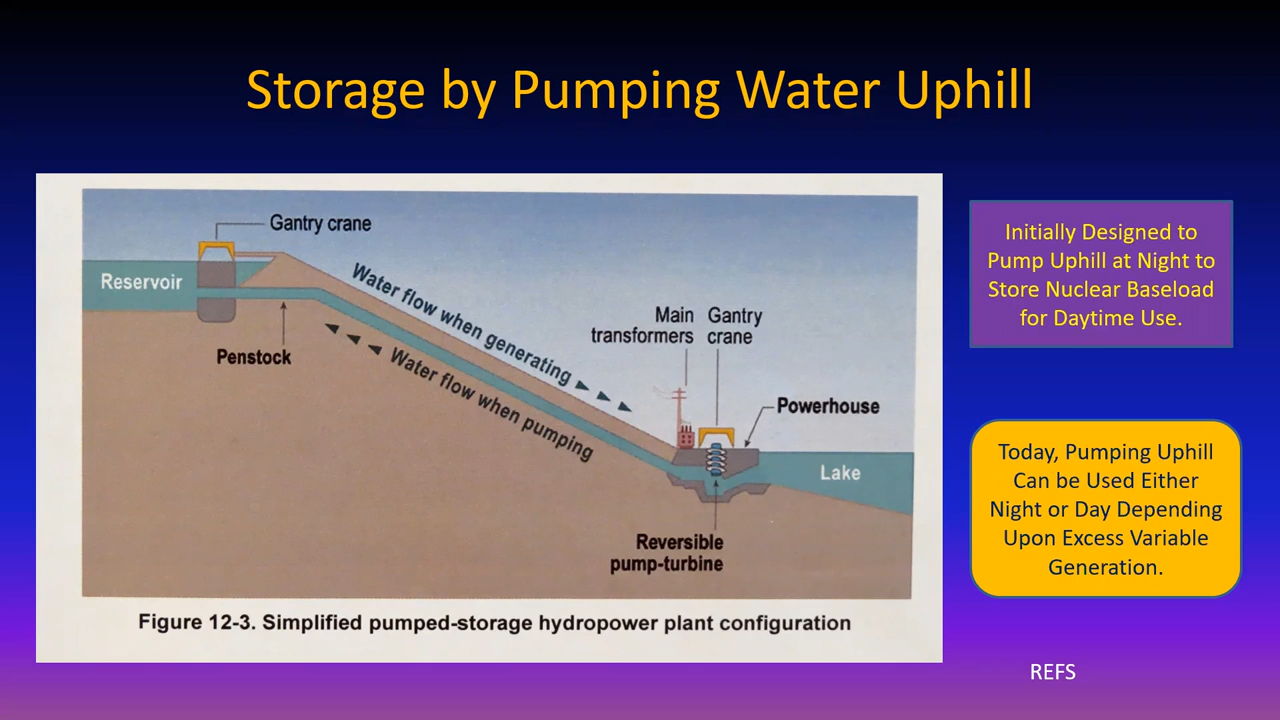 Storage by Pumping Water Uphill
Gantry crane
Reservoir
Water flow when generating
Penstock
Water flow when pumping
Main
transformers
Gantry
crane
Powerhouse
Lake
Reversible
pump-turbine
Figure 12-3. Simplified pumped-storage hydropower plant configuration
Initially Designed to
Pump Uphill at Night to
Store Nuclear Baseload
for Daytime Use.
Today, Pumping Uphill
Can be Used Either
Night or Day Depending
Upon Excess Variable
Generation.
REFS